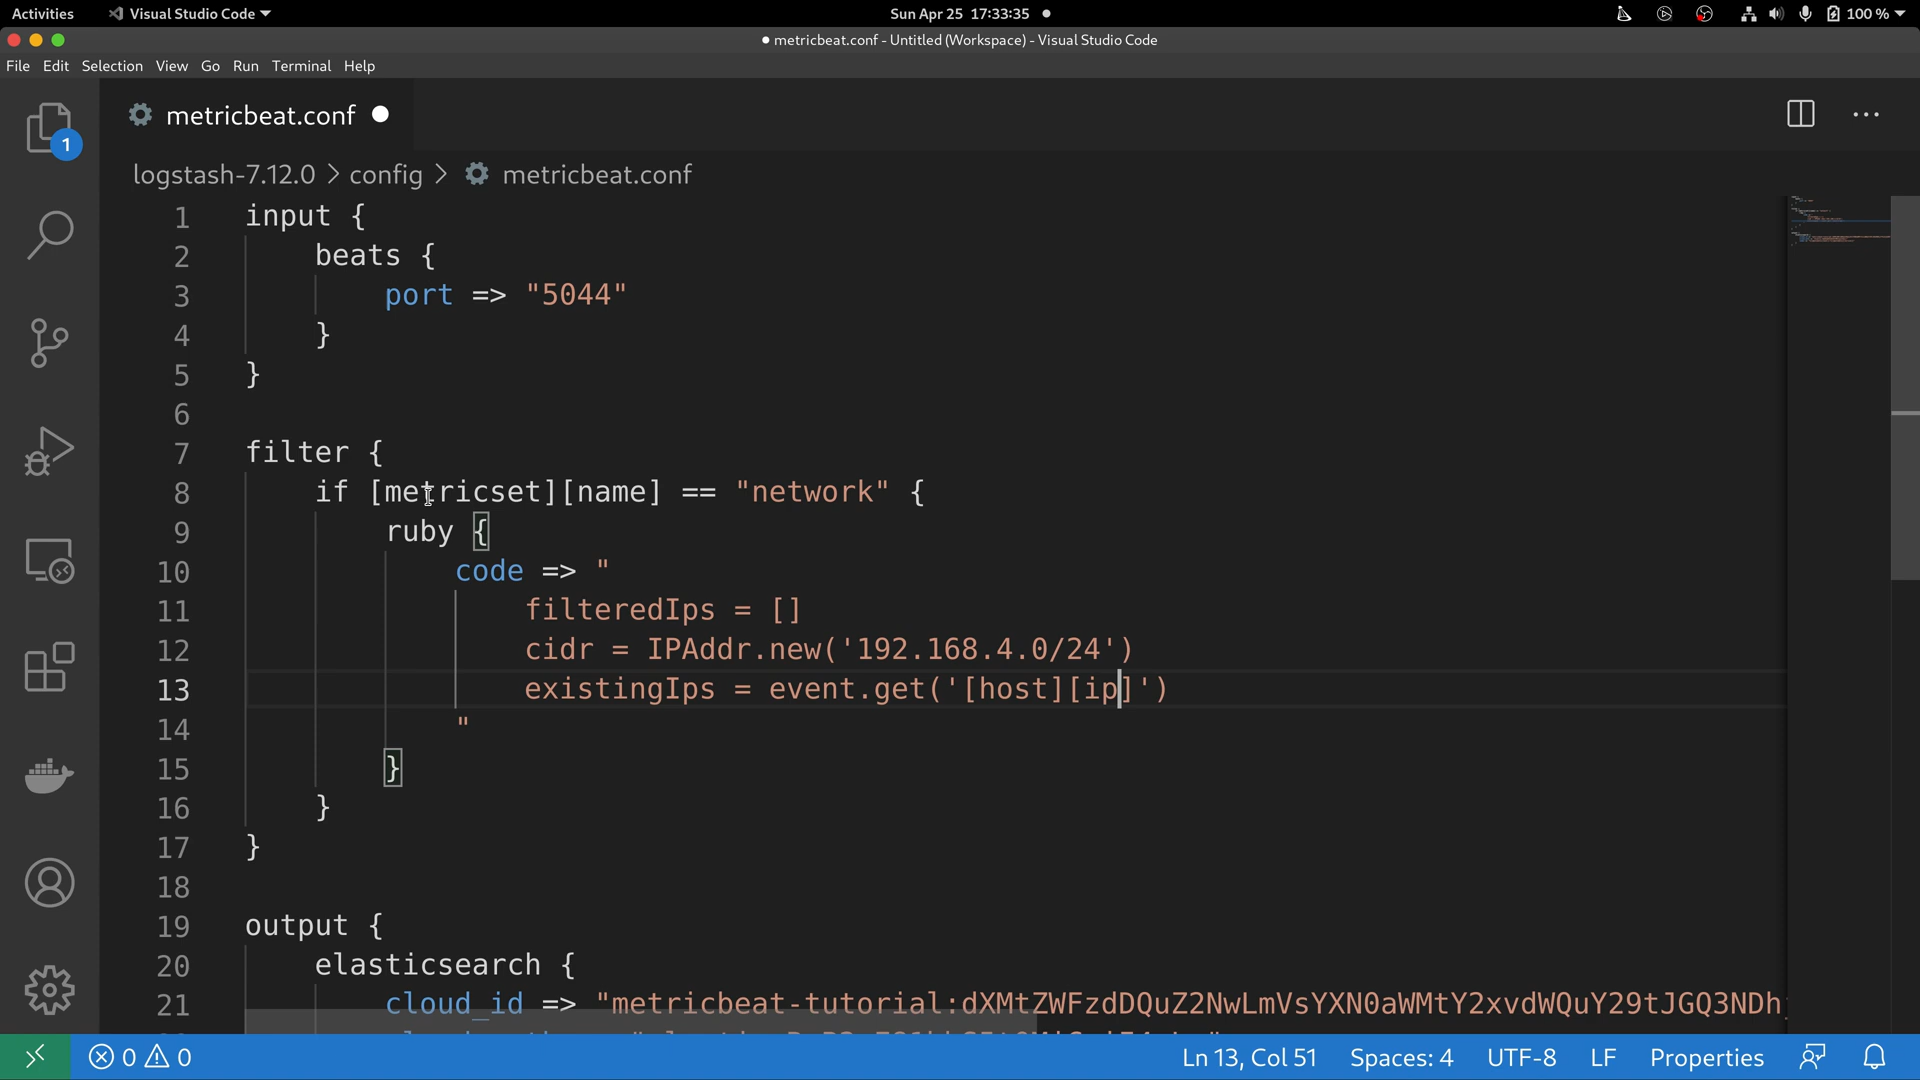 Activities Visual Studio Code Sun Apr 25 17:33:35 100 %
metricbeat.conf - Untitled (Workspace) - Visual Studio Code
File Edit Selection View Go Run Terminal Help
1
metricbeat.conf
logstash-7.12.0 > config > metricbeat.conf
1 input {
2 beats {
3 port => "5044"
4 }
5 }
6
7 filter {
8 if [metricset][name] == "network" {
9 ruby {
10 code => "
11 filteredIps = []
12 cidr = IPAddr.new('192.168.4.0/24')
13 existingIps = event.get('[host][ip]')
14 "
15 }
16 }
17 }
18
19 output {
20 elasticsearch {
21 cloud_id => "metricbeat-tutorial:dXMtZWFzdDQuZ2NwLmVsYXN0aWMtY2xvdWQuY29tJGQ3NDh
0 0 Ln 13, Col 51 Spaces: 4 UTF-8 LF Properties